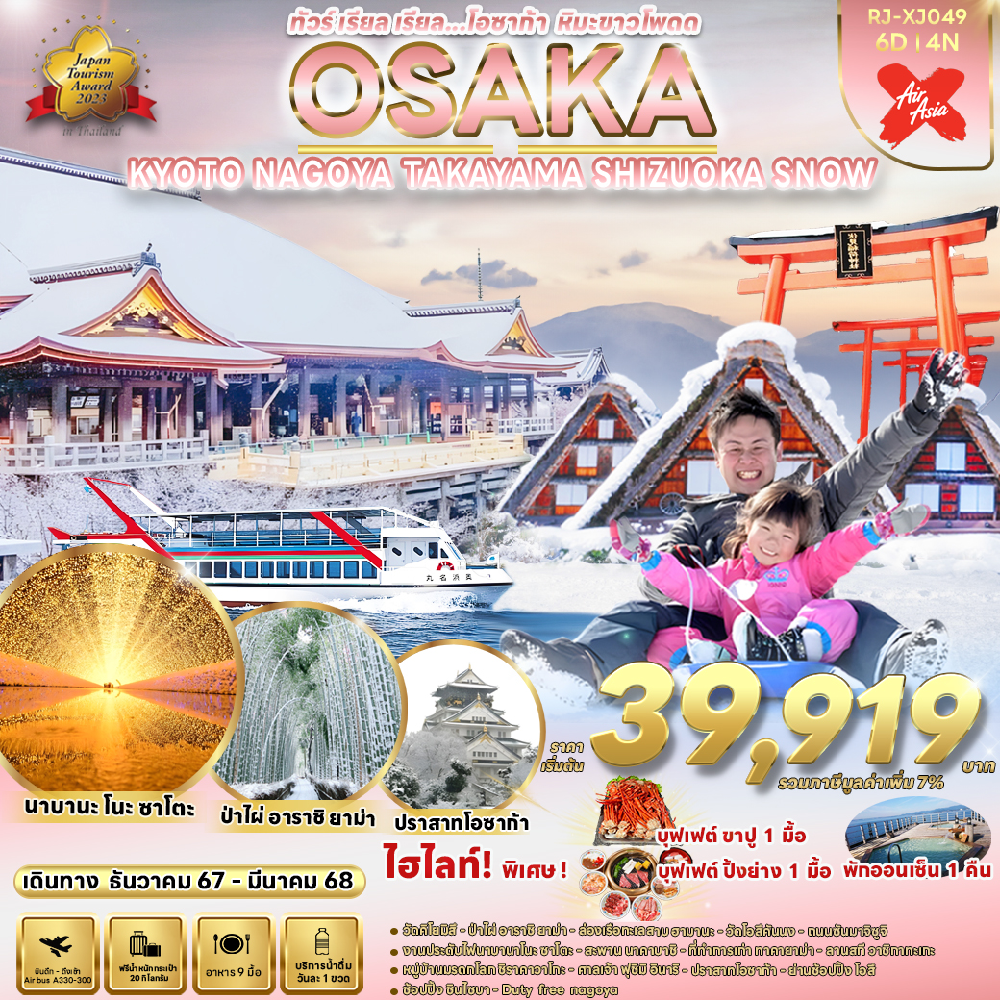 ทัวร์ เรียล เรียล...โอซาก้า หิมะขาวโพดด
RJ-XJ049
6D | 4N
Air Asia
Japan
Tourism
Award
2023
in Thailand
OSAKA
KYOTO NAGOYA TAKAYAMA SHIZUOKA SNOW
ราคา
เริ่มต้น
39,919
บาท
รวมภาษีมูลค่าเพิ่ม 7%
นาบานะ โนะ ซาโตะ
ป่าไผ่ อาราชิ ยาม่า
ปราสาทโอซาก้า
บุฟเฟต์ ขาปู 1 มื้อ
ไฮไลท์! พิเศษ !
บุฟเฟต์ ปิ้งย่าง 1 มื้อ
พักออนเซ็น 1 คืน
เดินทาง ธันวาคม 67 - มีนาคม 68
บินดึก - ถึงเช้า
Air bus A330-300
ฟรีน้ำหนักกระเป๋า
20 กิโลกรัม
อาหาร 9 มื้อ
บริการน้ำดื่ม
วันละ 1 ขวด
• วัดคิโยมิสึ - ป่าไผ่ อาราชิ ยาม่า - ล่องเรือทะเลสาบ ฮามานะ - วัดโอสึคันนง - ถนนซันมาจิซูจิ
• งานประดับไฟนาบานาโนะ ซาโตะ - สะพาน นาคาบาชิ - ที่ทำการเก่า ทาคายาม่า - ลานสกี วาชิกาทะเกะ
• หมู่บ้านมรดกโลก ชิราคาวาโกะ - ศาลเจ้า ฟุชิมิ อินาริ - ปราสาทโอซาก้า - ย่านช้อปปิ้ง โอสึ
• ช้อปปิ้ง ชินไซบา - Duty free nagoya